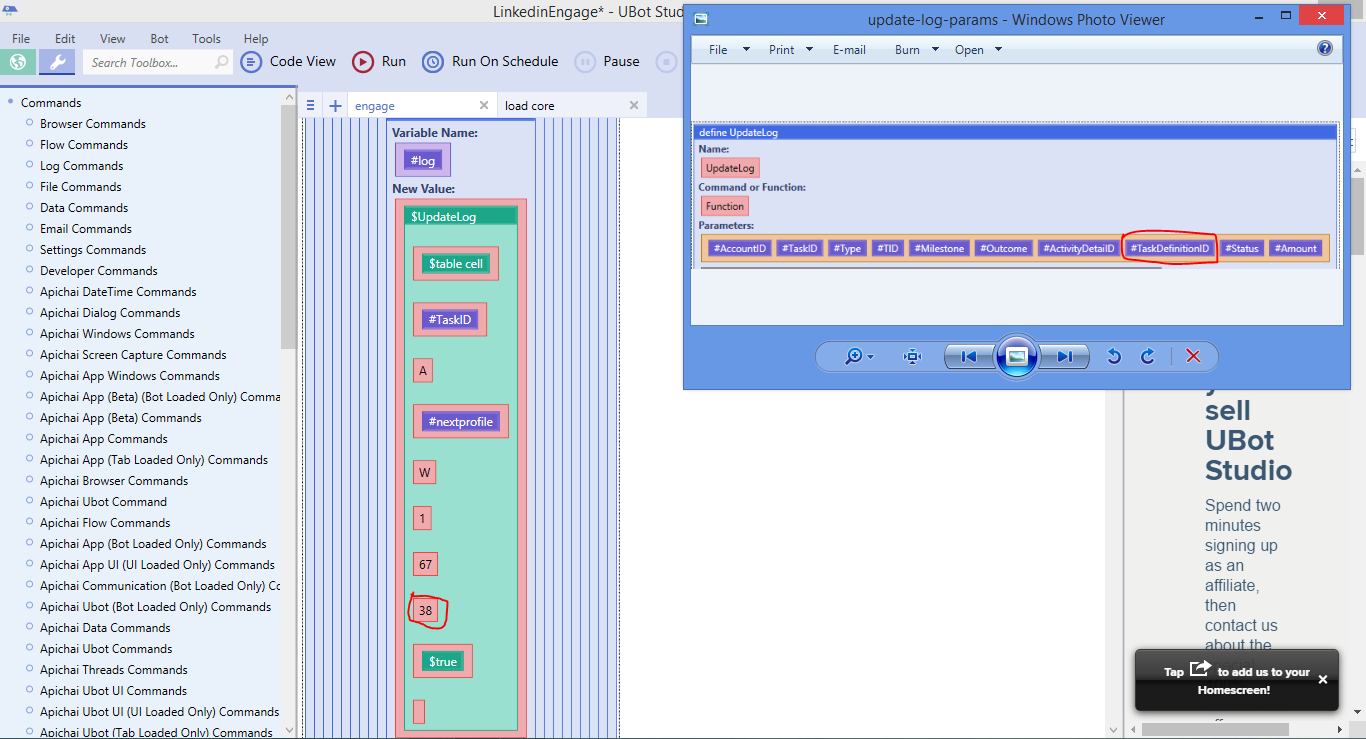 LinkedinEngage* - UBot Stud
File Edit View Bot Tools Help
Search Toolbox...
Code View
Run
Run On Schedule
Pause
Commands
Browser Commands
Flow Commands
Log Commands
File Commands
Data Commands
Email Commands
Settings Commands
Developer Commands
Apichai DateTime Commands
Apichai Dialog Commands
Apichai Windows Commands
Apichai Screen Capture Commands
Apichai App Windows Commands
Apichai App (Beta) (Bot Loaded Only) Comma
Apichai App (Beta) Commands
Apichai App Commands
Apichai App (Tab Loaded Only) Commands
Apichai Browser Commands
Apichai Ubot Command
Apichai Flow Commands
Apichai App (Bot Loaded Only) Commands
Apichai App UI (UI Loaded Only) Commands
Apichai Communication (Bot Loaded Only) Cc
Apichai Ubot (Bot Loaded Only) Commands
Apichai Data Commands
Apichai Ubot Commands
Apichai Threads Commands
Apichai Ubot UI Commands
Apichai Ubot UI (UI Loaded Only) Commands
Apichai Ubot (Tab Loaded Only) Commands
engage
load core
Variable Name:
#log
New Value:
$UpdateLog
$table cell
#TaskID
A
#nextprofile
W
1
67
38
$true
update-log-params - Windows Photo Viewer
File Print E-mail Burn Open
define UpdateLog
Name:
UpdateLog
Command or Function:
Function
Parameters:
#AccountID #TaskID #Type #TID #Milestone #Outcome #ActivityDetailID #TaskDefinitionID #Status #Amount
sell
UBot
Studio
Spend two
minutes
signing up
as an
affiliate,
then
contact us
about the
Tap to add us to your
Homescreen!